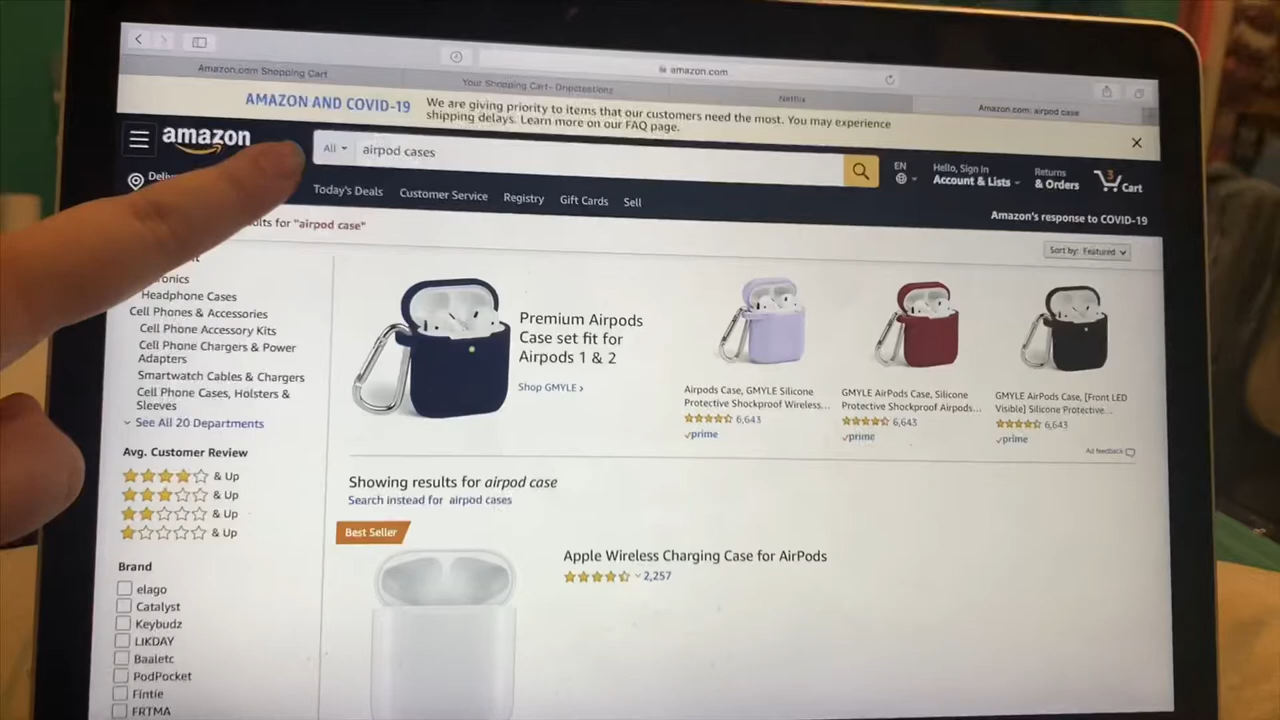 amazon.com
Amazon.com Shopping Cart
Netflix
Amazon.com: airpod case
AMAZON AND COVID-19
We are giving priority to items that our customers need the most. You may experience
shipping delays. Learn more on our FAQ page.
amazon
All
airpod cases
EN
Hello, Sign in
Account & Lists
Returns
& Orders
3
Cart
Today's Deals
Customer Service
Registry
Gift Cards
Sell
Amazon's response to COVID-19
for "airpod case"
Sort by: Featured
Headphone Cases
Cell Phones & Accessories
Cell Phone Accessory Kits
Cell Phone Chargers & Power
Adapters
Smartwatch Cables & Chargers
Cell Phone Cases, Holsters &
Sleeves
See All 20 Departments
Avg. Customer Review
& Up
& Up
& Up
& Up
Brand
elago
Catalyst
Keybudz
LIKDAY
Baaletc
PodPocket
Fintie
FRTMA
Premium Airpods
Case set fit for
Airpods 1 & 2
Shop GMYLE ›
Airpods Case, GMYLE Silicone
Protective Shockproof Wireless...
6,643
prime
GMYLE AirPods Case, Silicone
Protective Shockproof Airpods...
6,643
prime
GMYLE AirPods Case, [Front LED
Visible] Silicone Protective...
6,643
prime
Ad feedback
Showing results for airpod case
Search instead for airpod cases
Best Seller
Apple Wireless Charging Case for AirPods
2,257